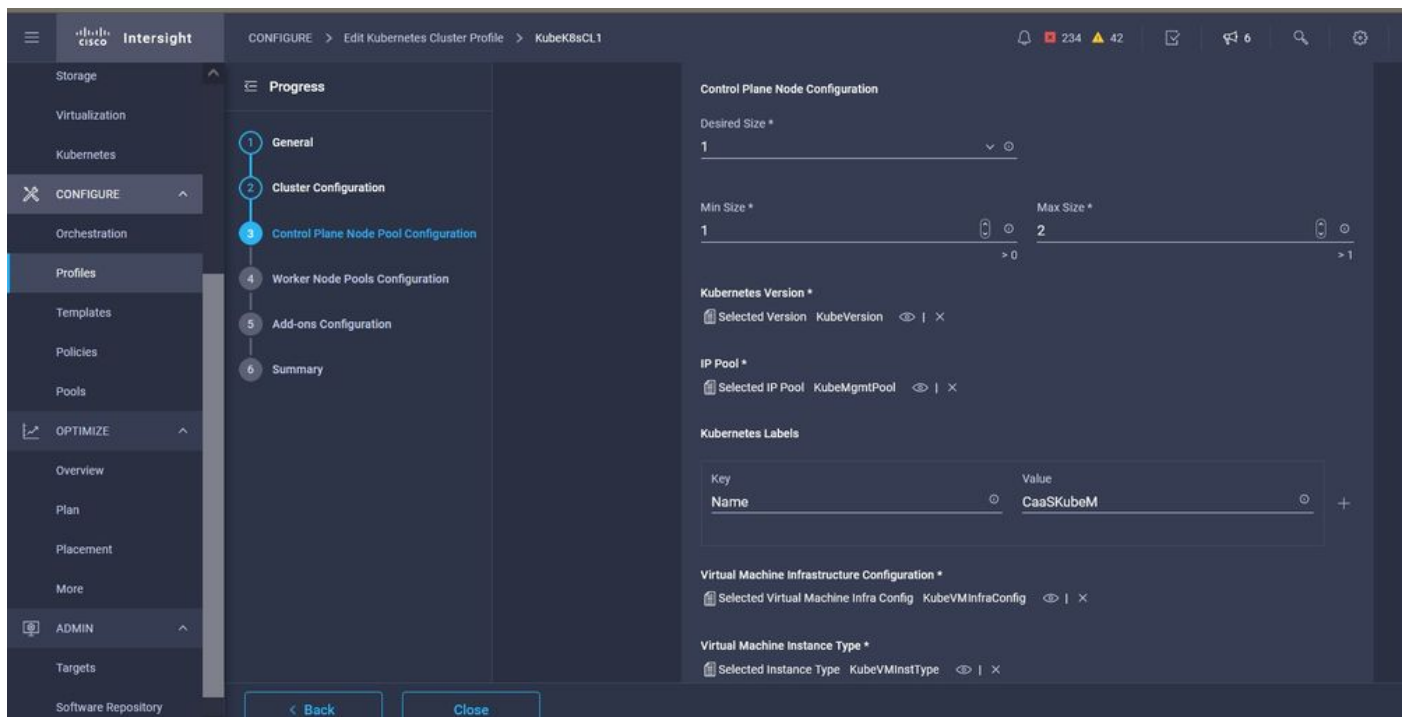 cisco Intersight
CONFIGURE > Edit Kubernetes Cluster Profile > KubeK8sCL1
234 42
6
Storage
Virtualization
Kubernetes
CONFIGURE
Orchestration
Profiles
Templates
Policies
Pools
OPTIMIZE
Overview
Plan
Placement
More
ADMIN
Targets
Software Repository
Progress
1 General
2 Cluster Configuration
3 Control Plane Node Pool Configuration
4 Worker Node Pools Configuration
5 Add-ons Configuration
6 Summary
Control Plane Node Configuration
Desired Size *
1
Min Size * Max Size *
1 2
> 0 > 1
Kubernetes Version *
Selected Version KubeVersion | ×
IP Pool *
Selected IP Pool KubeMgmtPool | ×
Kubernetes Labels
Key Value
Name CaaSKubeM
Virtual Machine Infrastructure Configuration *
Selected Virtual Machine Infra Config KubeVMInfraConfig | ×
Virtual Machine Instance Type *
Selected Instance Type KubeVMInstType | ×
< Back Close